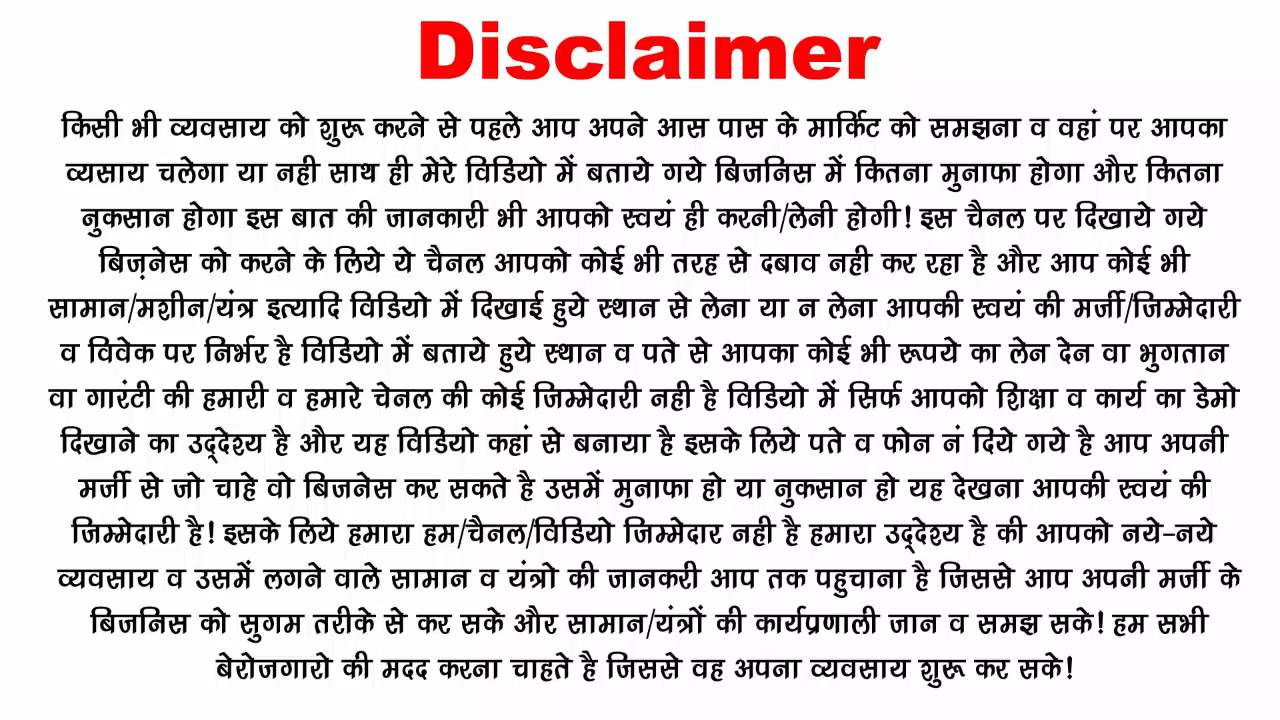 Disclaimer
किसी भी व्यवसाय को शुरू करने से पहले आप अपने आस पास के मार्किट को समझना व वहां पर आपका
व्यसाय चलेगा या नही साथ ही मेरे विडियो में बताये गये बिजनिस में कितना मुनाफा होगा और कितना
नुकसान होगा इस बात की जानकारी भी आपको स्वयं ही करनी/लेनी होगी! इस चैनल पर दिखाये गये
बिज़नेस को करने के लिये ये चैनल आपको कोई भी तरह से दबाव नही कर रहा है और आप कोई भी
सामान/मशीन/यंत्र इत्यादि विडियो में दिखाई हुये स्थान से लेना या न लेना आपकी स्वयं की मर्जी/जिम्मेदारी
व विवेक पर निर्भर है विडियो में बताये हुये स्थान व पते से आपका कोई भी रूपये का लेन देन वा भुगतान
वा गारंटी की हमारी व हमारे चेनल की कोई जिम्मेदारी नही है विडियो में सिर्फ आपको शिक्षा व कार्य का डेमो
दिखाने का उद्देश्य है और यह विडियो कहां से बनाया है इसके लिये पते व फोन नं दिये गये है आप अपनी
मर्जी से जो चाहे वो बिजनेस कर सकते है उसमें मुनाफा हो या नुकसान हो यह देखना आपकी स्वयं की
जिम्मेदारी है! इसके लिये हमारा हम/चैनल/विडियो जिम्मेदार नही है हमारा उद्देश्य है की आपको नये-नये
व्यवसाय व उसमें लगने वाले सामान व यंत्रो की जानकरी आप तक पहुचाना है जिससे आप अपनी मर्जी के
बिजनिस को सुगम तरीके से कर सके और सामान/यंत्रों की कार्यप्रणाली जान व समझ सके! हम सभी
बेरोजगारो की मदद करना चाहते है जिससे वह अपना व्यवसाय शुरू कर सके!